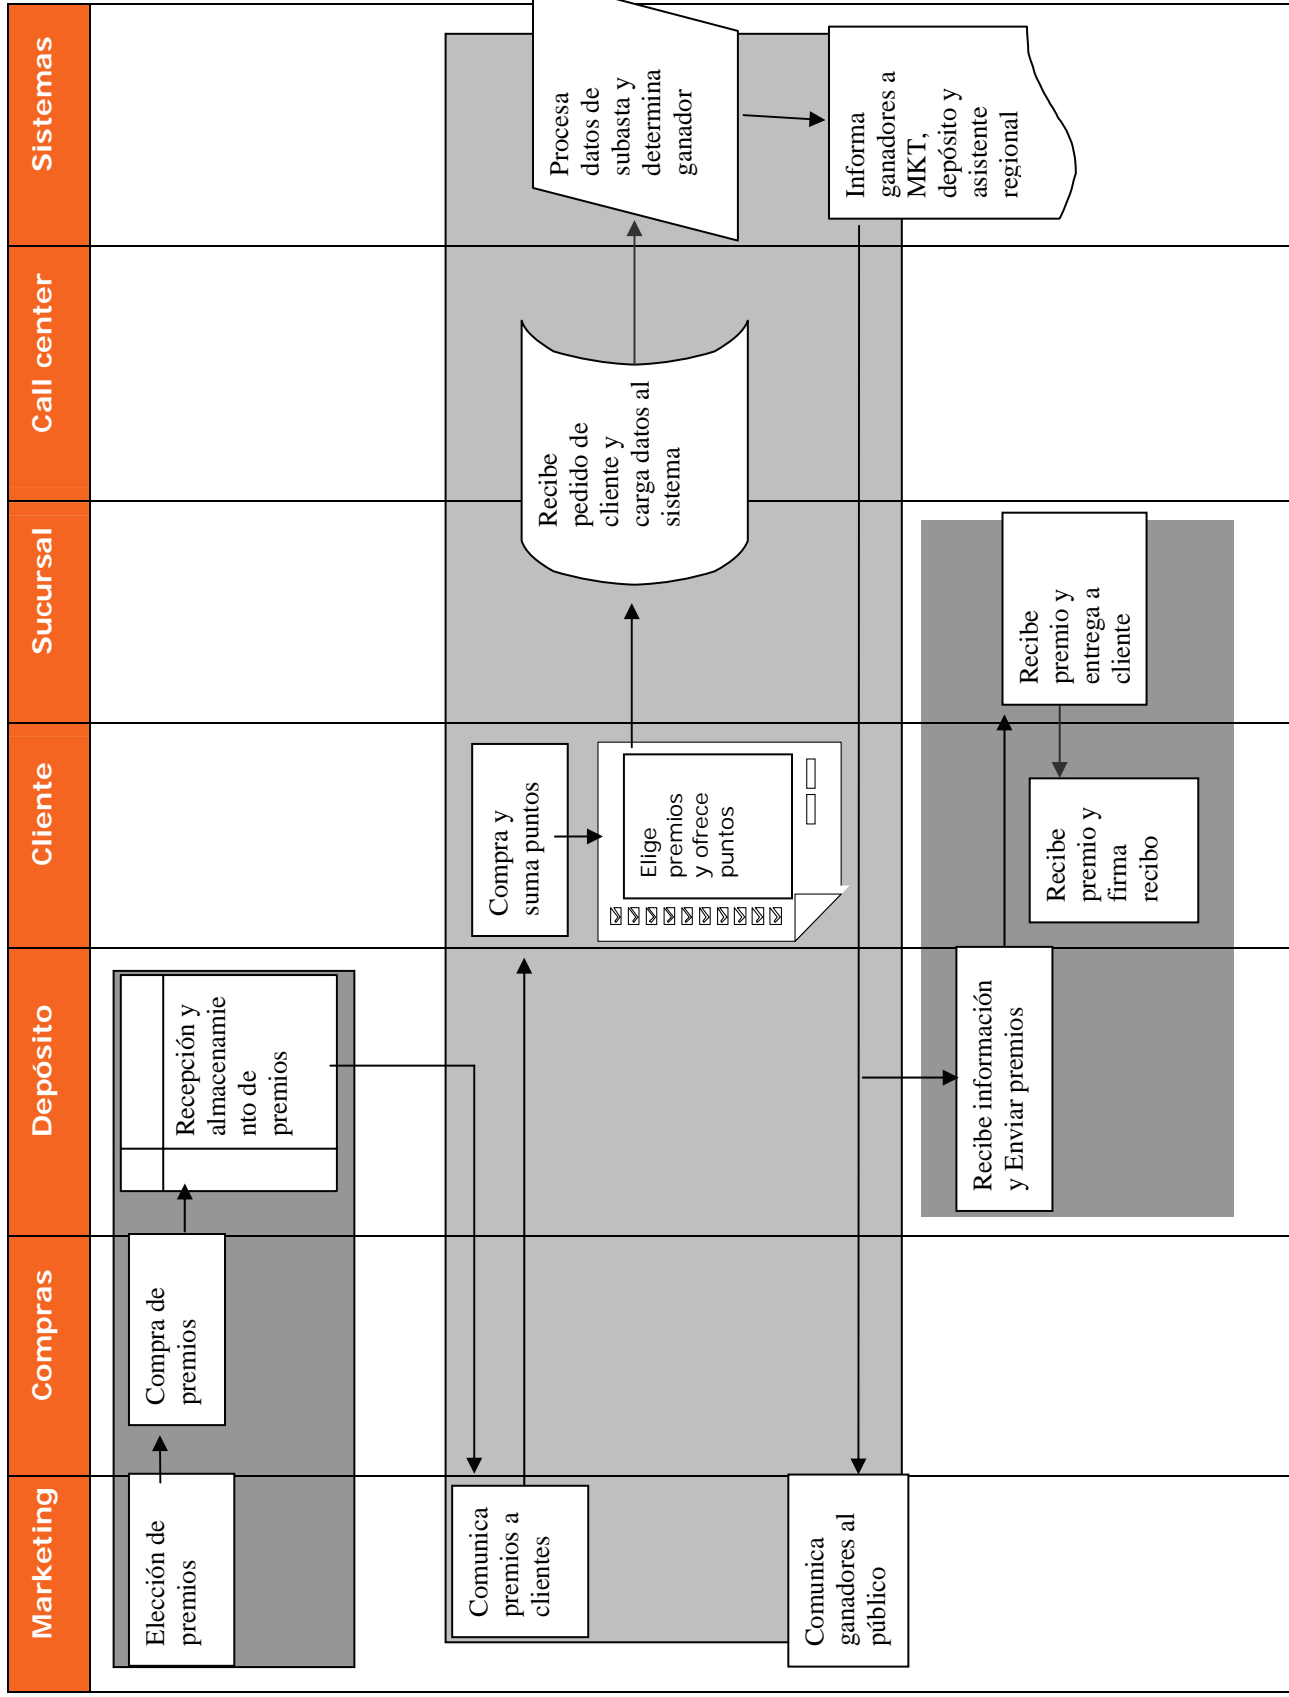 Marketing
Compras
Depósito
Cliente
Sucursal
Call center
Sistemas
Elección de
premios
Compra de
premios
Recepción y
almacenamie
nto de
premios
Comunica
premios a
clientes
Compra y
suma puntos
Elige
premios
y ofrece
puntos
Recibe
pedido de
cliente y
carga datos al
sistema
Procesa
datos de
subasta y
determina
ganador
Informa
ganadores a
MKT,
depósito y
asistente
regional
Comunica
ganadores al
público
Recibe información
y Enviar premios
Recibe
premio y
entrega a
cliente
Recibe
premio y
firma
recibo